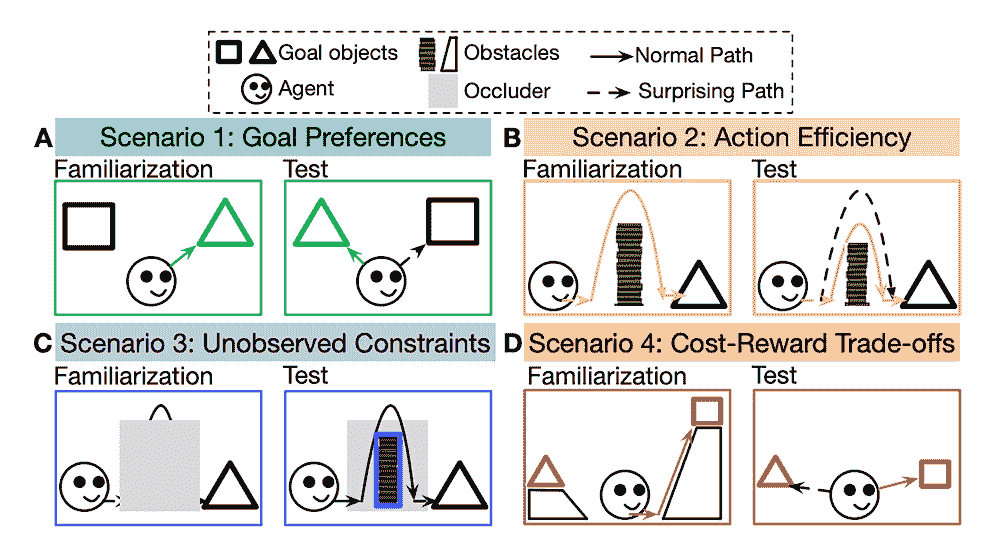 Goal objects
Obstacles
Normal Path
Agent
Occluder
Surprising Path
A Scenario 1: Goal Preferences
Familiarization Test
B Scenario 2: Action Efficiency
Familiarization Test
C Scenario 3: Unobserved Constraints
Familiarization Test
D Scenario 4: Cost-Reward Trade-offs
Familiarization Test